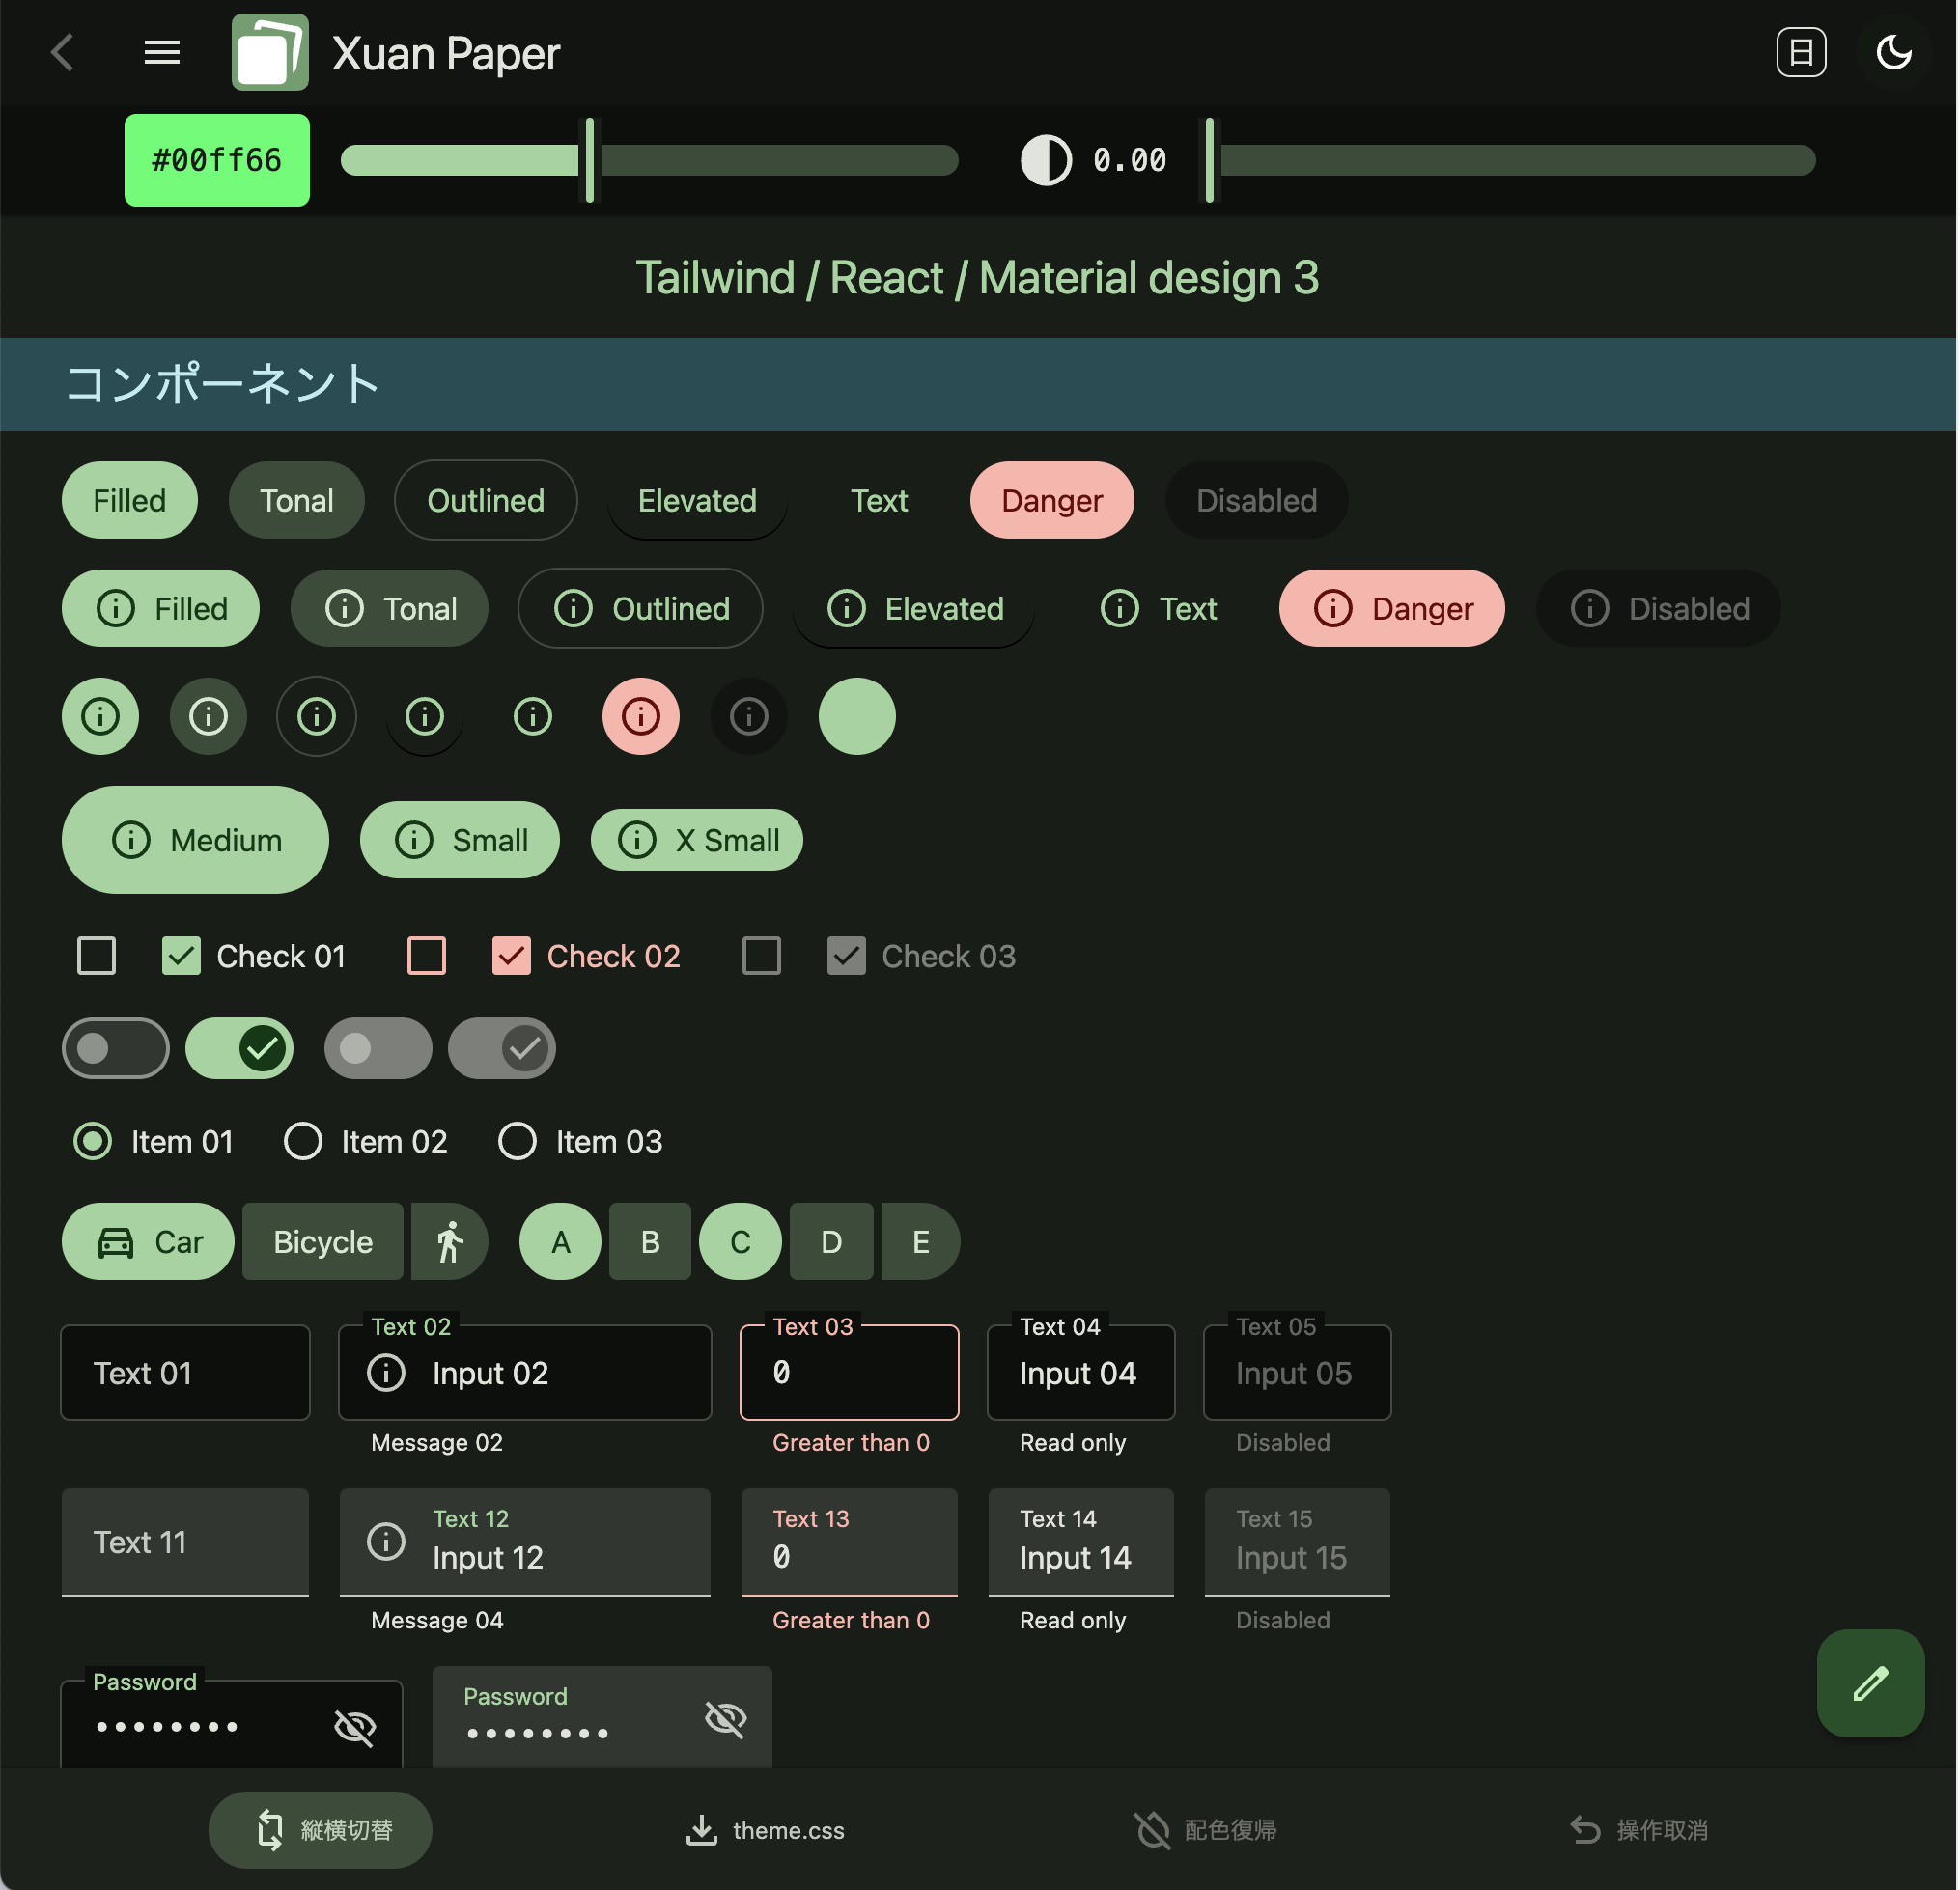 Xuan Paper 日
#00ff66 0.00
Tailwind / React / Material design 3
コンポーネント
Filled Tonal Outlined Elevated Text Danger Disabled
Filled Tonal Outlined Elevated Text Danger Disabled
Medium Small X Small
Check 01 Check 02 Check 03
Item 01 Item 02 Item 03
Car Bicycle A B C D E
Text 02 Text 03 Text 04 Text 05
Text 01 Input 02 0 Input 04 Input 05
Message 02 Greater than 0 Read only Disabled
Text 12 Text 13 Text 14 Text 15
Text 11 Input 12 0 Input 14 Input 15
Message 04 Greater than 0 Read only Disabled
Password Password
•••••••• ••••••••
縦横切替 theme.css 配色復帰 操作取消